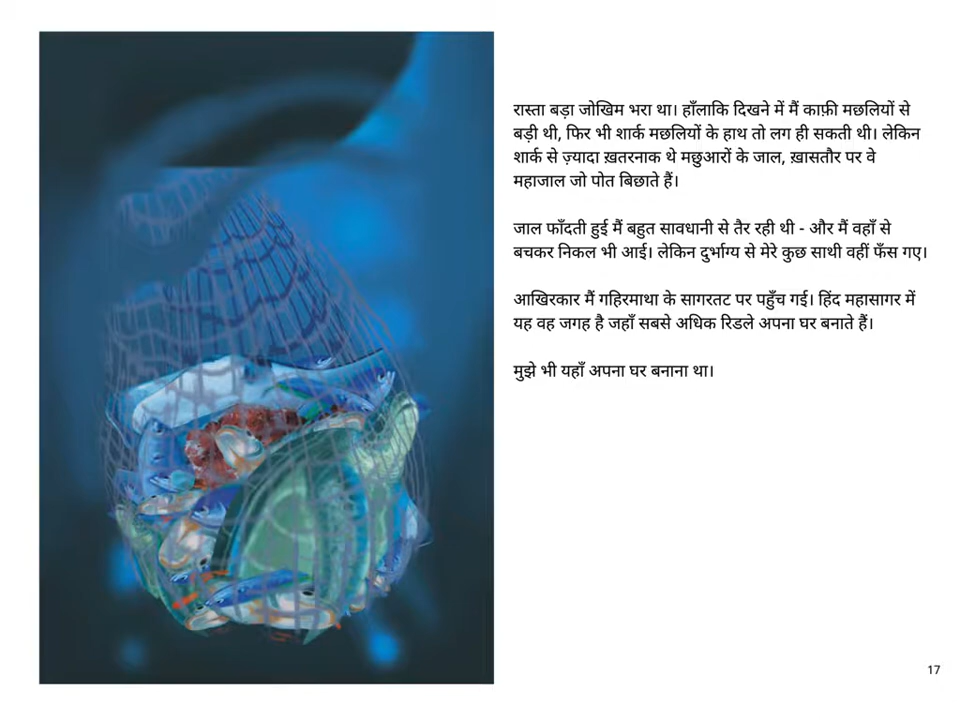 रास्ता बड़ा जोखिम भरा था। हाँलाकि दिखने में मैं काफ़ी मछलियों से
बड़ी थी, फिर भी शार्क मछलियों के हाथ तो लग ही सकती थी। लेकिन
शार्क से ज़्यादा ख़तरनाक थे मछुआरों के जाल, ख़ासतौर पर वे
महाजाल जो पोत बिछाते हैं।
जाल फाँदती हुई मैं बहुत सावधानी से तैर रही थी - और मैं वहाँ से
बचकर निकल भी आई। लेकिन दुर्भाग्य से मेरे कुछ साथी वहीं फँस गए।
आखिरकार मैं गहिरमाथा के सागरतट पर पहुँच गई। हिंद महासागर में
यह वह जगह है जहाँ सबसे अधिक रिडले अपना घर बनाते हैं।
मुझे भी यहाँ अपना घर बनाना था।
17